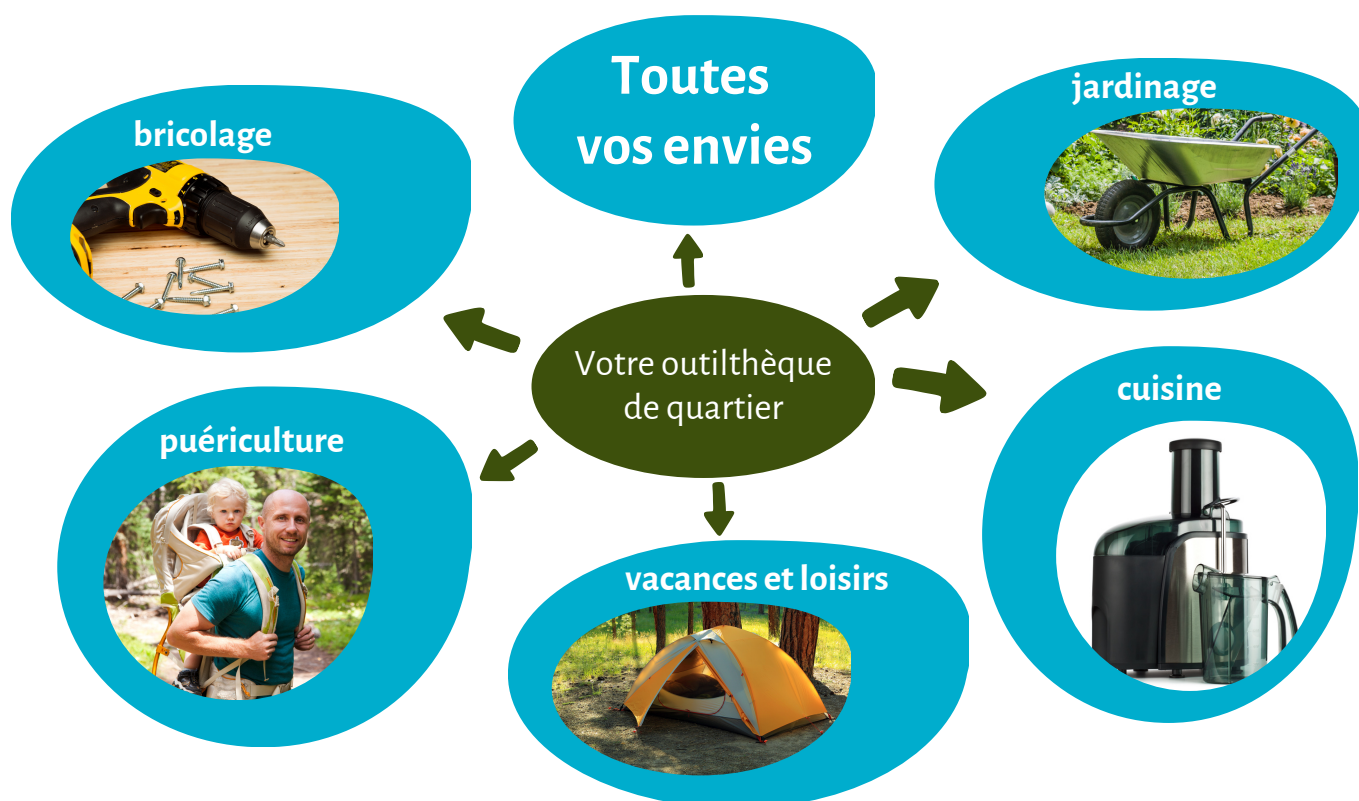 Toutes
vos envies
jardinage
bricolage
Votre outilthèque
de quartier
cuisine
puériculture
vacances et loisirs